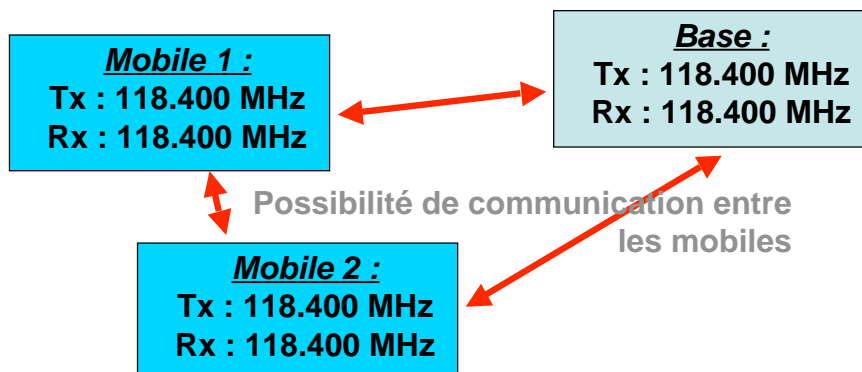 Mobile 1 :
Tx : 118.400 MHz
Rx : 118.400 MHz
Base :
Tx : 118.400 MHz
Rx : 118.400 MHz
Possibilité de communication entre
les mobiles
Mobile 2 :
Tx : 118.400 MHz
Rx : 118.400 MHz